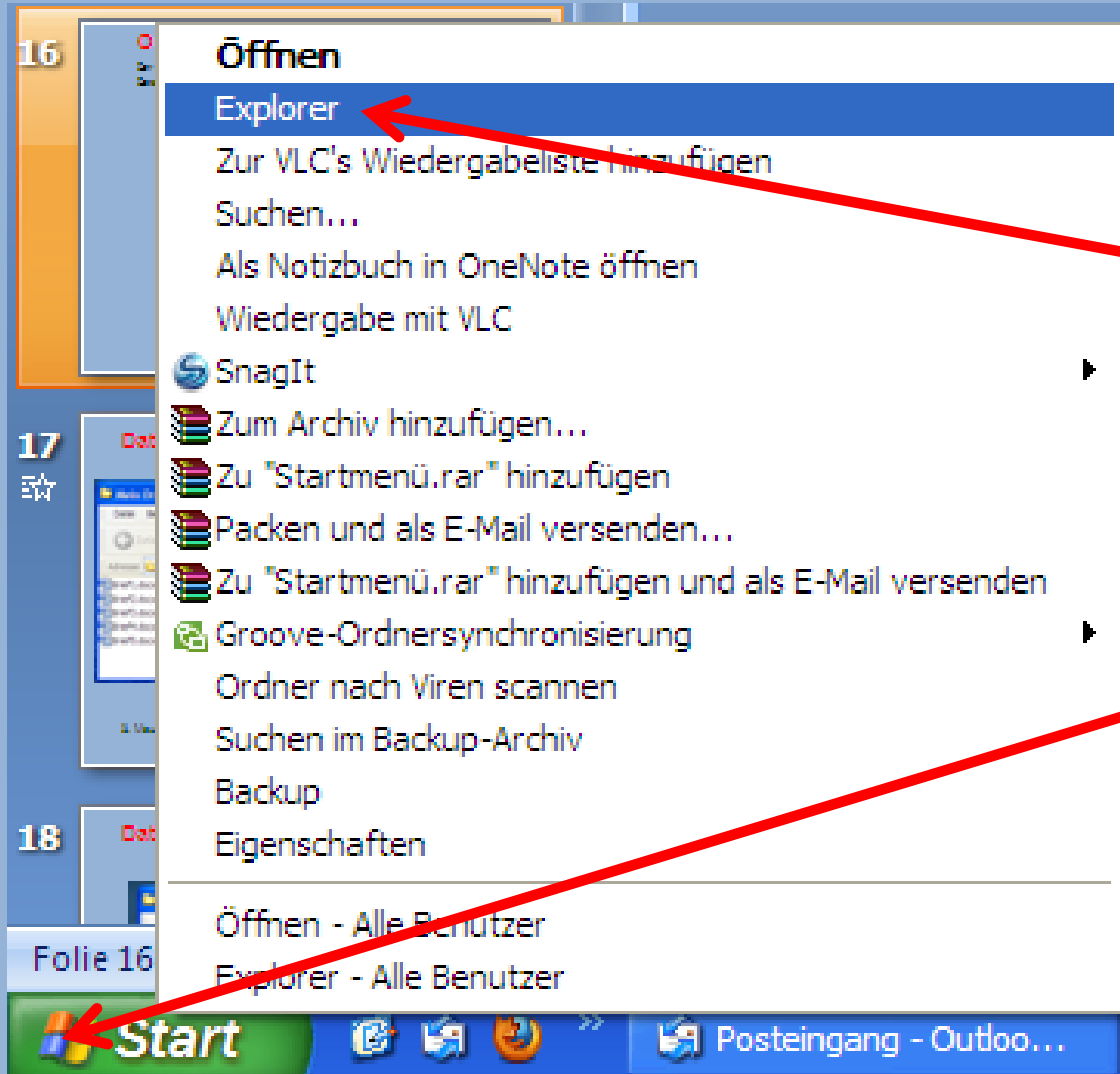 16
Öffnen
Explorer
Zur VLC's Wiedergabeliste hinzufügen
Suchen...
Als Notizbuch in OneNote öffnen
Wiedergabe mit VLC
SnagIt
17
Zum Archiv hinzufügen...
Zu "Startmenü.rar" hinzufügen
Packen und als E-Mail versenden...
Zu "Startmenü.rar" hinzufügen und als E-Mail versenden
Groove-Ordnersynchronisierung
Ordner nach Viren scannen
Suchen im Backup-Archiv
Backup
18
Eigenschaften
Öffnen - Alle Benutzer
Explorer - Alle Benutzer
Folie 16
Start
Posteingang - Outloo...